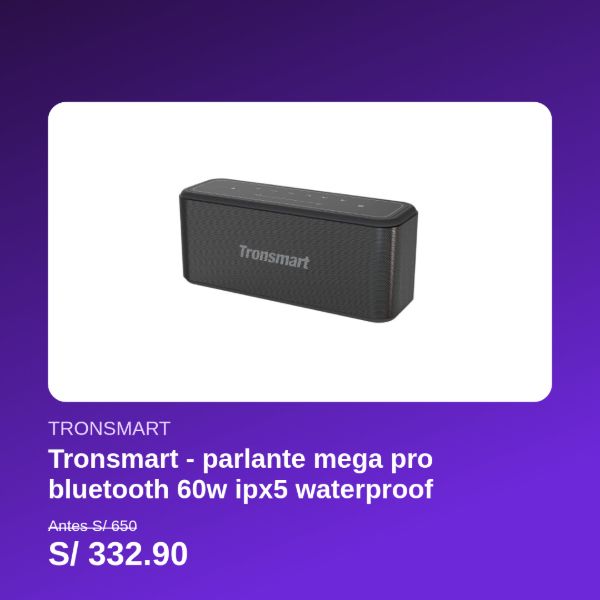 Tronsmart
TRONSMART
Tronsmart - parlante mega pro
bluetooth 60w ipx5 waterproof
Antes S/ 650
S/ 332.90